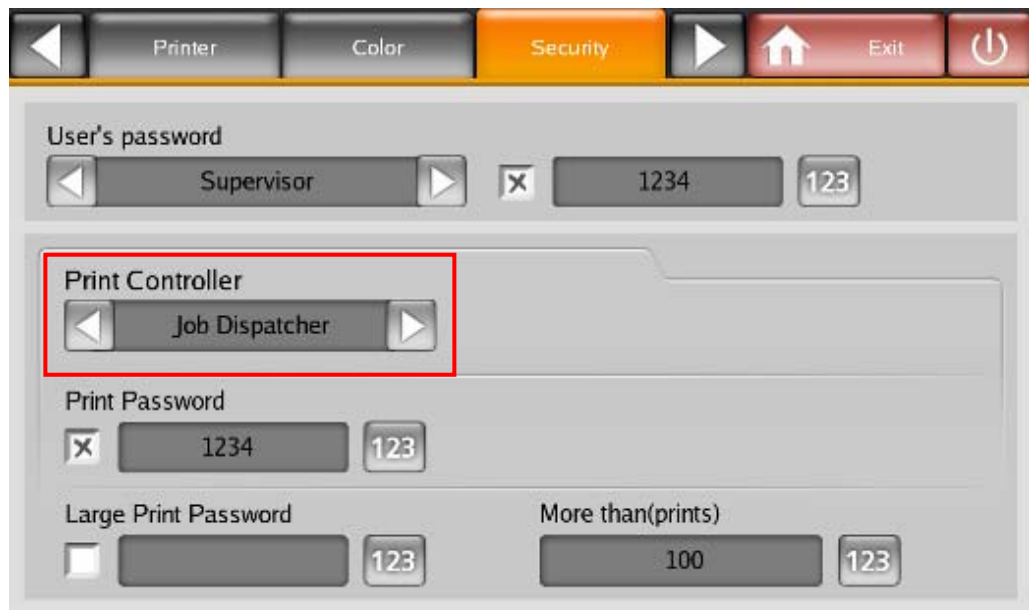 Printer Color Security Exit
User's password
Supervisor 1234 123
Print Controller
Job Dispatcher
Print Password
1234 123
Large Print Password More than(prints)
123 100 123